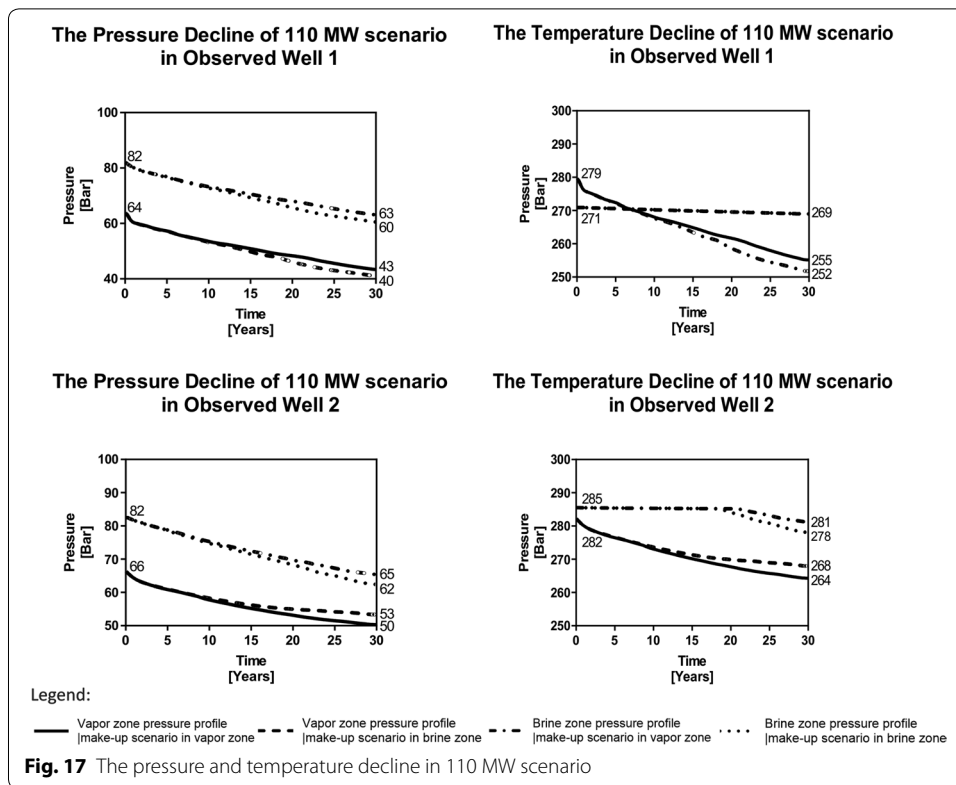 The Pressure Decline of 110 MW scenario
in Observed Well 1
100
80
60
40
82
64
63
60
43
40
Pressure
[Bar]
0 5 10 15 20 25 30
Time
[Years]
The Temperature Decline of 110 MW scenario
in Observed Well 1
300
290
280
270
260
250
279
271
269
255
252
Pressure
[Bar]
0 5 10 15 20 25 30
Time
[Years]
The Pressure Decline of 110 MW scenario
in Observed Well 2
100
90
80
70
60
50
82
66
65
62
53
50
Pressure
[Bar]
0 5 10 15 20 25 30
Time
[Years]
The Temperature Decline of 110 MW scenario
in Observed Well 2
300
290
280
270
260
250
285
282
281
278
268
264
Pressure
[Bar]
0 5 10 15 20 25 30
Time
[Years]
Legend:
Vapor zone pressure profile
|make-up scenario in vapor zone
Vapor zone pressure profile
|make-up scenario in brine zone
Brine zone pressure profile
|make-up scenario in vapor zone
Brine zone pressure profile
|make-up scenario in brine zone
Fig. 17 The pressure and temperature decline in 110 MW scenario